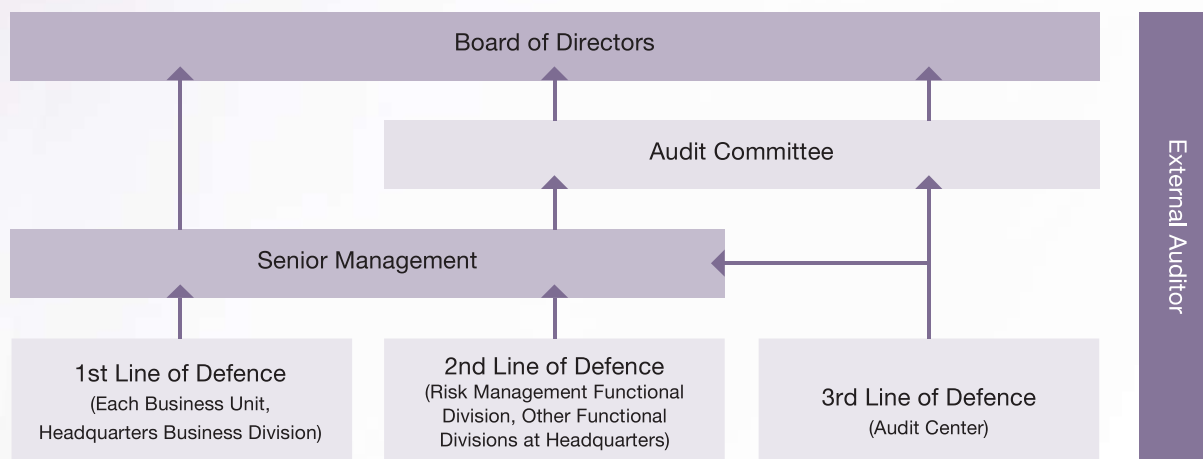 Board of Directors
Audit Committee
Senior Management
1st Line of Defence
(Each Business Unit,
Headquarters Business Division)
2nd Line of Defence
(Risk Management Functional
Division, Other Functional
Divisions at Headquarters)
3rd Line of Defence
(Audit Center)
External Auditor